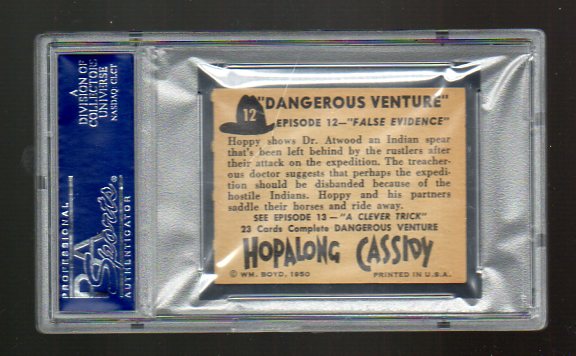 A
DIVISION OF
COLLECTORS
UNIVERSE
NASDAQ: CLCT
PROFESSIONAL
PSA
Sports
AUTHENTICATOR
12
"DANGEROUS VENTURE"
EPISODE 12—"FALSE EVIDENCE"
Hoppy shows Dr. Atwood an Indian spear
that's been left behind by the rustlers after
their attack on the expedition. The treacher-
ous doctor suggests that perhaps the expedi-
tion should be disbanded because of the
hostile Indians. Hoppy and his partners
saddle their horses and ride away.
SEE EPISODE 13 — "A CLEVER TRICK"
23 Cards Complete DANGEROUS VENTURE
HOPALONG CASSIDY
© WM. BOYD, 1950 PRINTED IN U.S.A.